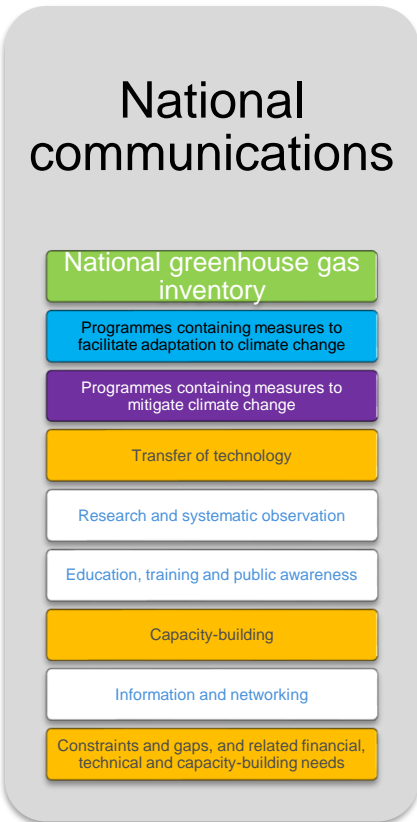 National
communications
National greenhouse gas
inventory
Programmes containing measures to
facilitate adaptation to climate change
Programmes containing measures to
mitigate climate change
Transfer of technology
Research and systematic observation
Education, training and public awareness
Capacity-building
Information and networking
Constraints and gaps, and related financial,
technical and capacity-building needs